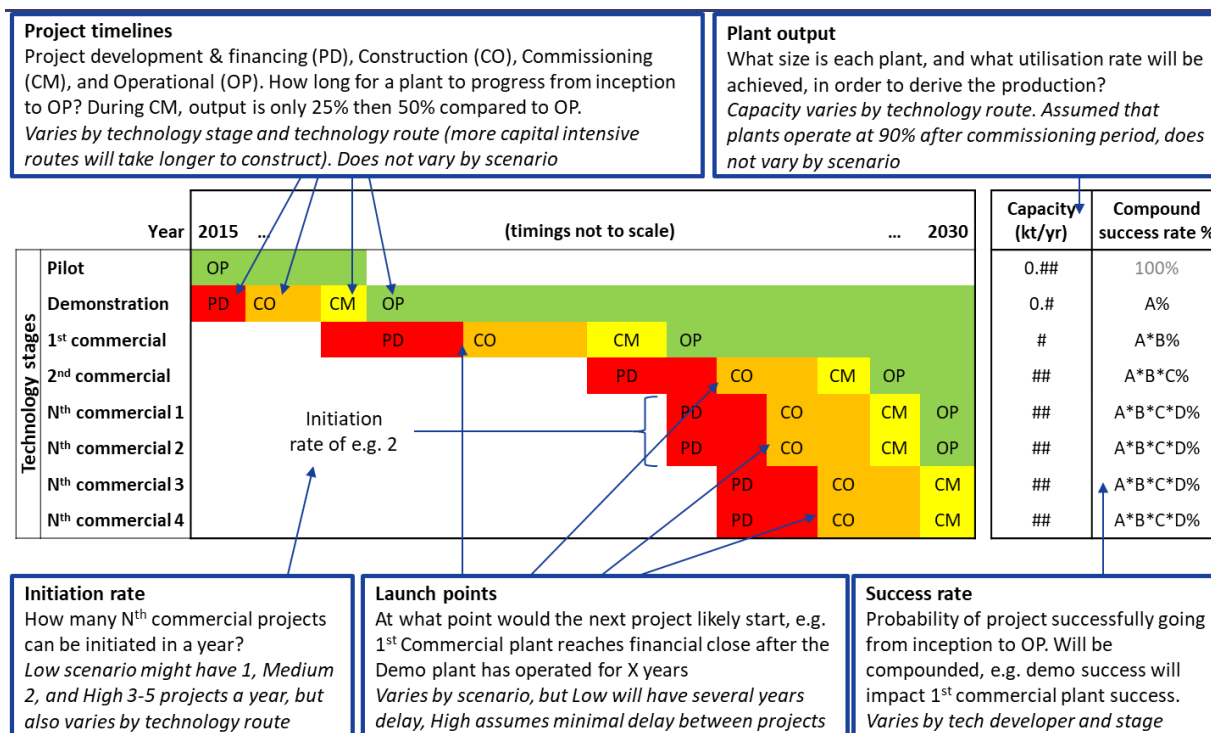 Project timelines
Project development & financing (PD), Construction (CO), Commissioning
(CM), and Operational (OP). How long for a plant to progress from inception
to OP? During CM, output is only 25% then 50% compared to OP.
Varies by technology stage and technology route (more capital intensive
routes will take longer to construct). Does not vary by scenario
Plant output
What size is each plant, and what utilisation rate will be
achieved, in order to derive the production?
Capacity varies by technology route. Assumed that
plants operate at 90% after commissioning period, does
not vary by scenario
Year 2015 ... (timings not to scale) ... 2030
Capacity (kt/yr) Compound success rate %
Technology stages
Pilot OP 0.## 100%
Demonstration PD CO CM OP 0.# A%
1st commercial PD CO CM OP # A*B%
2nd commercial PD CO CM OP ## A*B*C%
Nth commercial 1 PD CO CM OP ## A*B*C*D%
Nth commercial 2 PD CO CM OP ## A*B*C*D%
Nth commercial 3 PD CO CM ## A*B*C*D%
Nth commercial 4 PD CO CM ## A*B*C*D%
Initiation
rate of e.g. 2
Initiation rate
How many Nth commercial projects
can be initiated in a year?
Low scenario might have 1, Medium
2, and High 3-5 projects a year, but
also varies by technology route
Launch points
At what point would the next project likely start, e.g.
1st Commercial plant reaches financial close after the
Demo plant has operated for X years
Varies by scenario, but Low will have several years
delay, High assumes minimal delay between projects
Success rate
Probability of project successfully going
from inception to OP. Will be
compounded, e.g. demo success will
impact 1st commercial plant success.
Varies by tech developer and stage